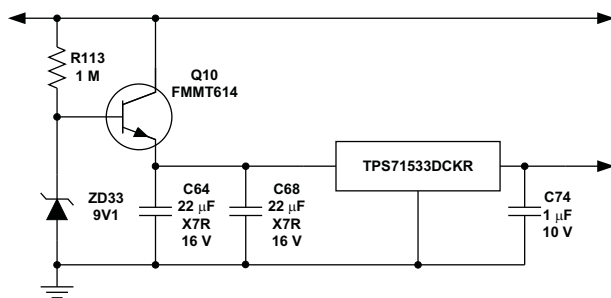 R113
1 M
Q10
FMMT614
TPS71533DCKR
ZD33
9V1
C64
22 μF
X7R
16 V
C68
22 μF
X7R
16 V
C74
1 μF
10 V